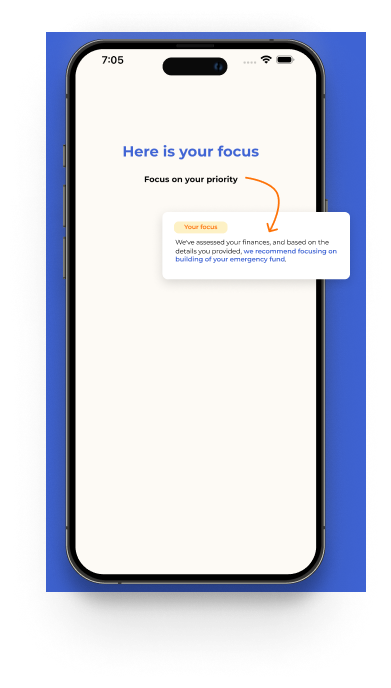 7:05
Here is your focus
Focus on your priority
Your focus
We've assessed your finances, and based on the
details you provided, we recommend focusing on
building of your emergency fund.